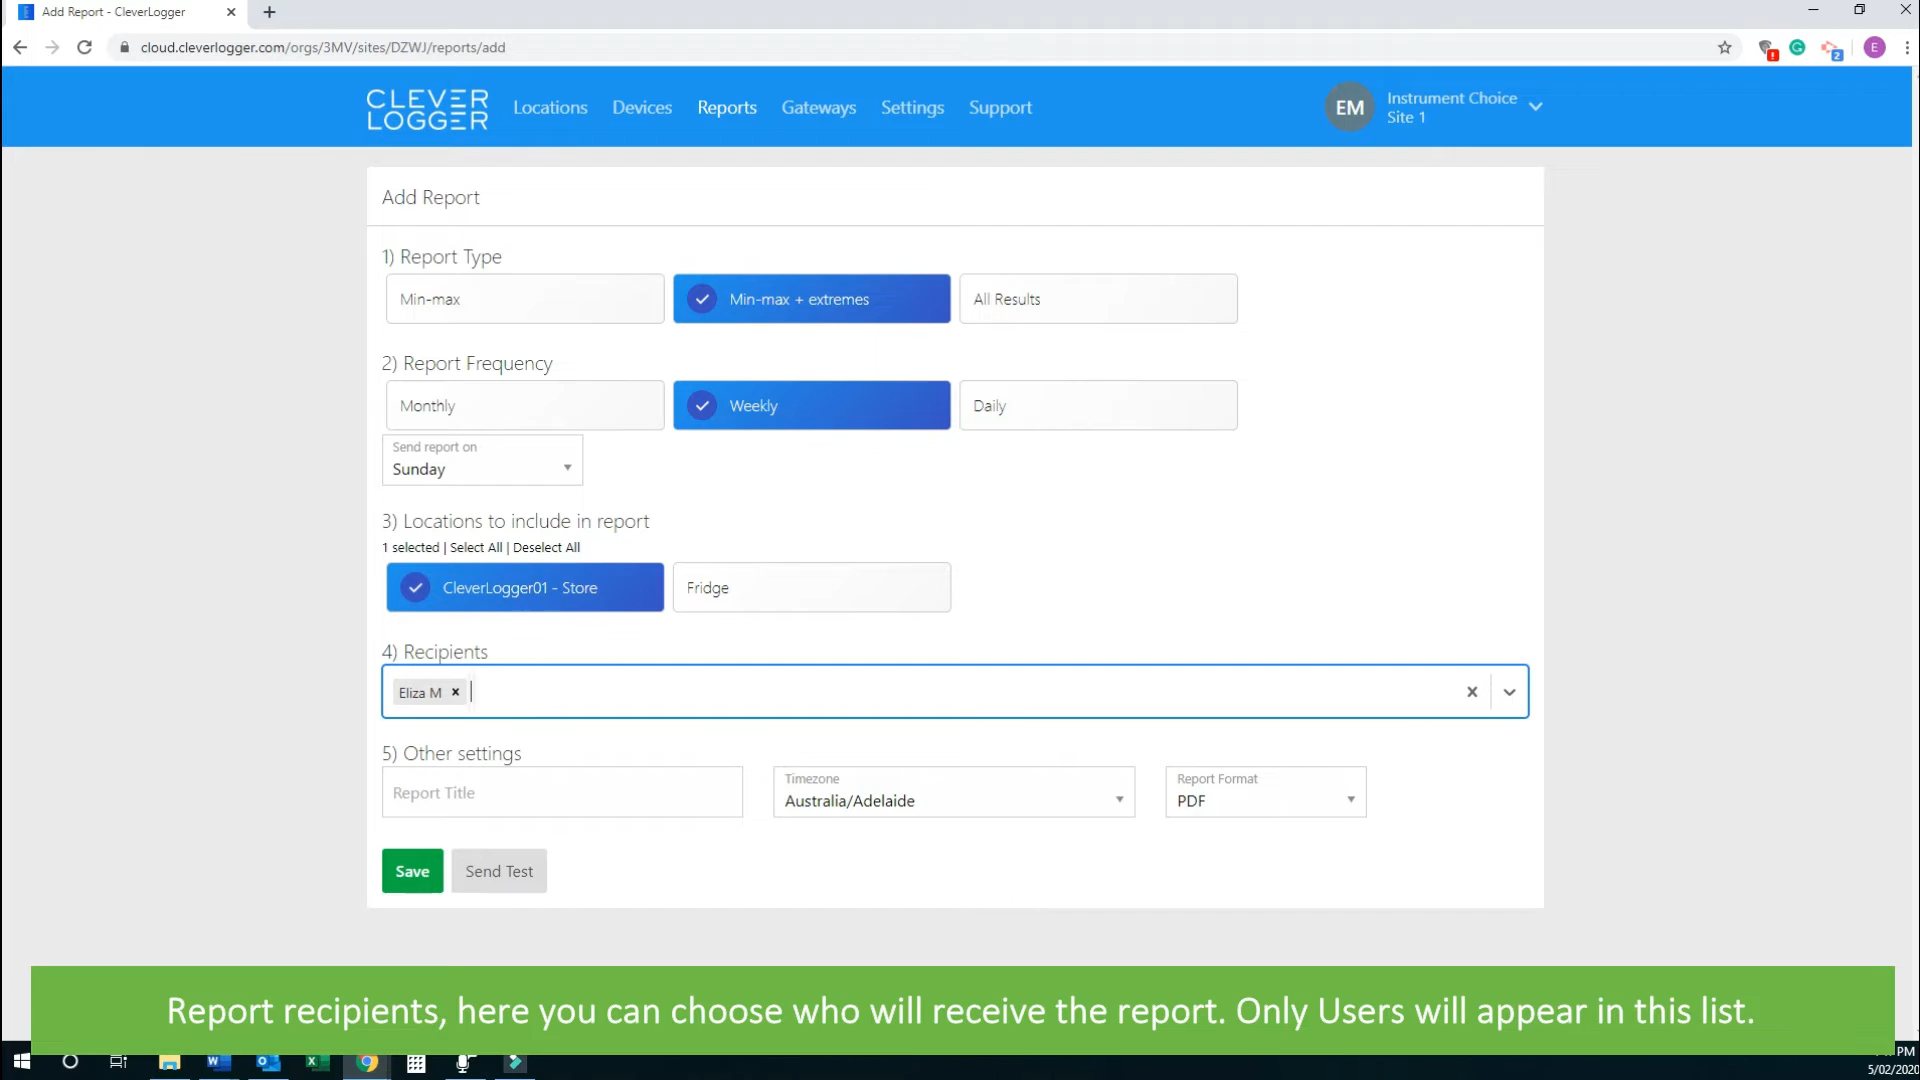 Add Report - CleverLogger
cloud.cleverlogger.com/orgs/3MV/sites/DZWJ/reports/add
E
2
CLEVER
LOGGER
Locations Devices Reports Gateways Settings Support
EM
Instrument Choice
Site 1
Add Report
1) Report Type
Min-max
Min-max + extremes
All Results
2) Report Frequency
Monthly
Weekly
Daily
Send report on
Sunday
3) Locations to include in report
1 selected | Select All | Deselect All
CleverLogger01 - Store
Fridge
4) Recipients
Eliza M
5) Other settings
Report Title
Timezone
Australia/Adelaide
Report Format
PDF
Save
Send Test
Report recipients, here you can choose who will receive the report. Only Users will appear in this list.
PM
5/02/2020